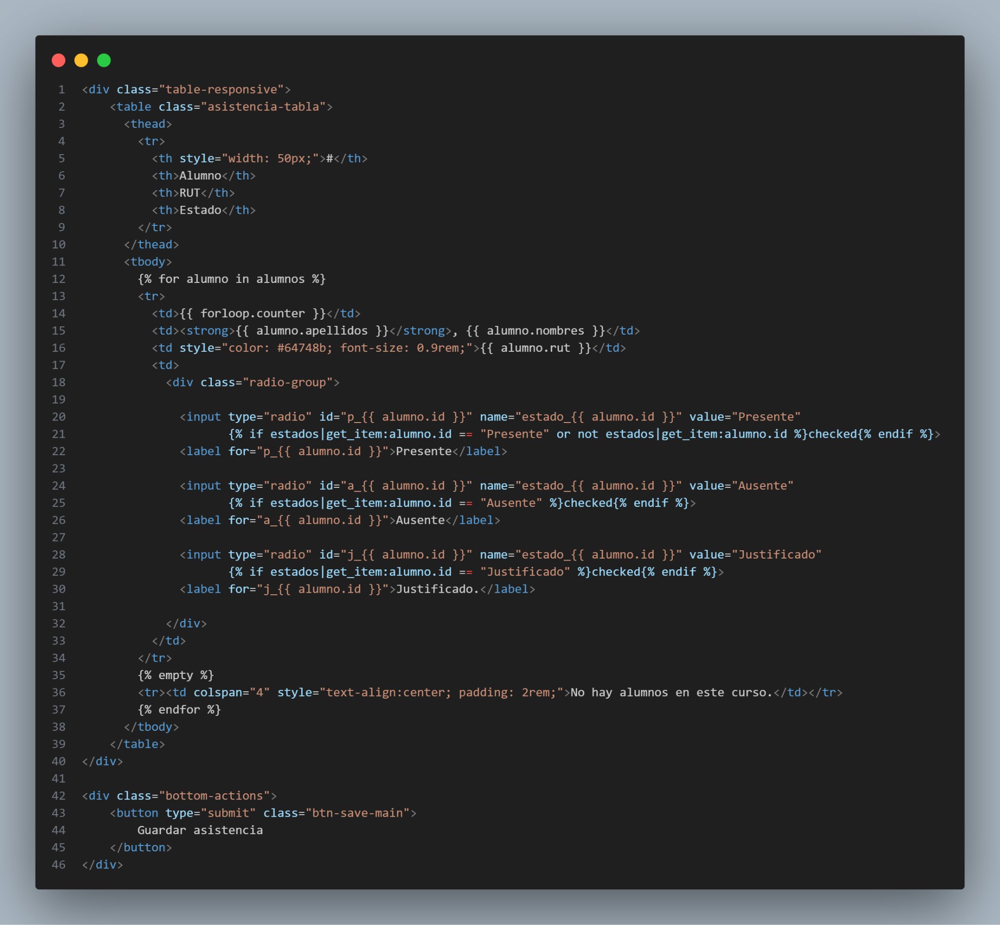 1 <div class="table-responsive">
2     <table class="asistencia-tabla">
3       <thead>
4         <tr>
5           <th style="width: 50px;">#</th>
6           <th>Alumno</th>
7           <th>RUT</th>
8           <th>Estado</th>
9         </tr>
10       </thead>
11       <tbody>
12         {% for alumno in alumnos %}
13         <tr>
14           <td>{{ forloop.counter }}</td>
15           <td><strong>{{ alumno.apellidos }}</strong>, {{ alumno.nombres }}</td>
16           <td style="color: #64748b; font-size: 0.9rem;">{{ alumno.rut }}</td>
17           <td>
18             <div class="radio-group">
19
20               <input type="radio" id="p_{{ alumno.id }}" name="estado_{{ alumno.id }}" value="Presente"
21                      {% if estados|get_item:alumno.id == "Presente" or not estados|get_item:alumno.id %}checked{% endif %}>
22               <label for="p_{{ alumno.id }}">Presente</label>
23
24               <input type="radio" id="a_{{ alumno.id }}" name="estado_{{ alumno.id }}" value="Ausente"
25                      {% if estados|get_item:alumno.id == "Ausente" %}checked{% endif %}>
26               <label for="a_{{ alumno.id }}">Ausente</label>
27
28               <input type="radio" id="j_{{ alumno.id }}" name="estado_{{ alumno.id }}" value="Justificado"
29                      {% if estados|get_item:alumno.id == "Justificado" %}checked{% endif %}>
30               <label for="j_{{ alumno.id }}">Justificado.</label>
31
32             </div>
33           </td>
34         </tr>
35         {% empty %}
36         <tr><td colspan="4" style="text-align:center; padding: 2rem;">No hay alumnos en este curso.</td></tr>
37         {% endfor %}
38       </tbody>
39     </table>
40 </div>
41
42 <div class="bottom-actions">
43     <button type="submit" class="btn-save-main">
44         Guardar asistencia
45     </button>
46 </div>